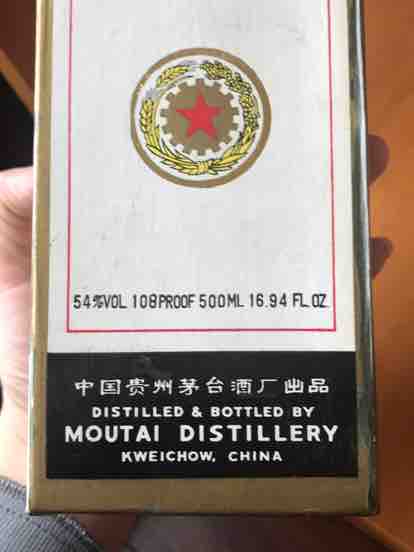 54%VOL 108PROOF 500ML 16.94 FL.OZ.
中国贵州茅台酒厂出品
DISTILLED & BOTTLED BY
MOUTAI DISTILLERY
KWEICHOW, CHINA